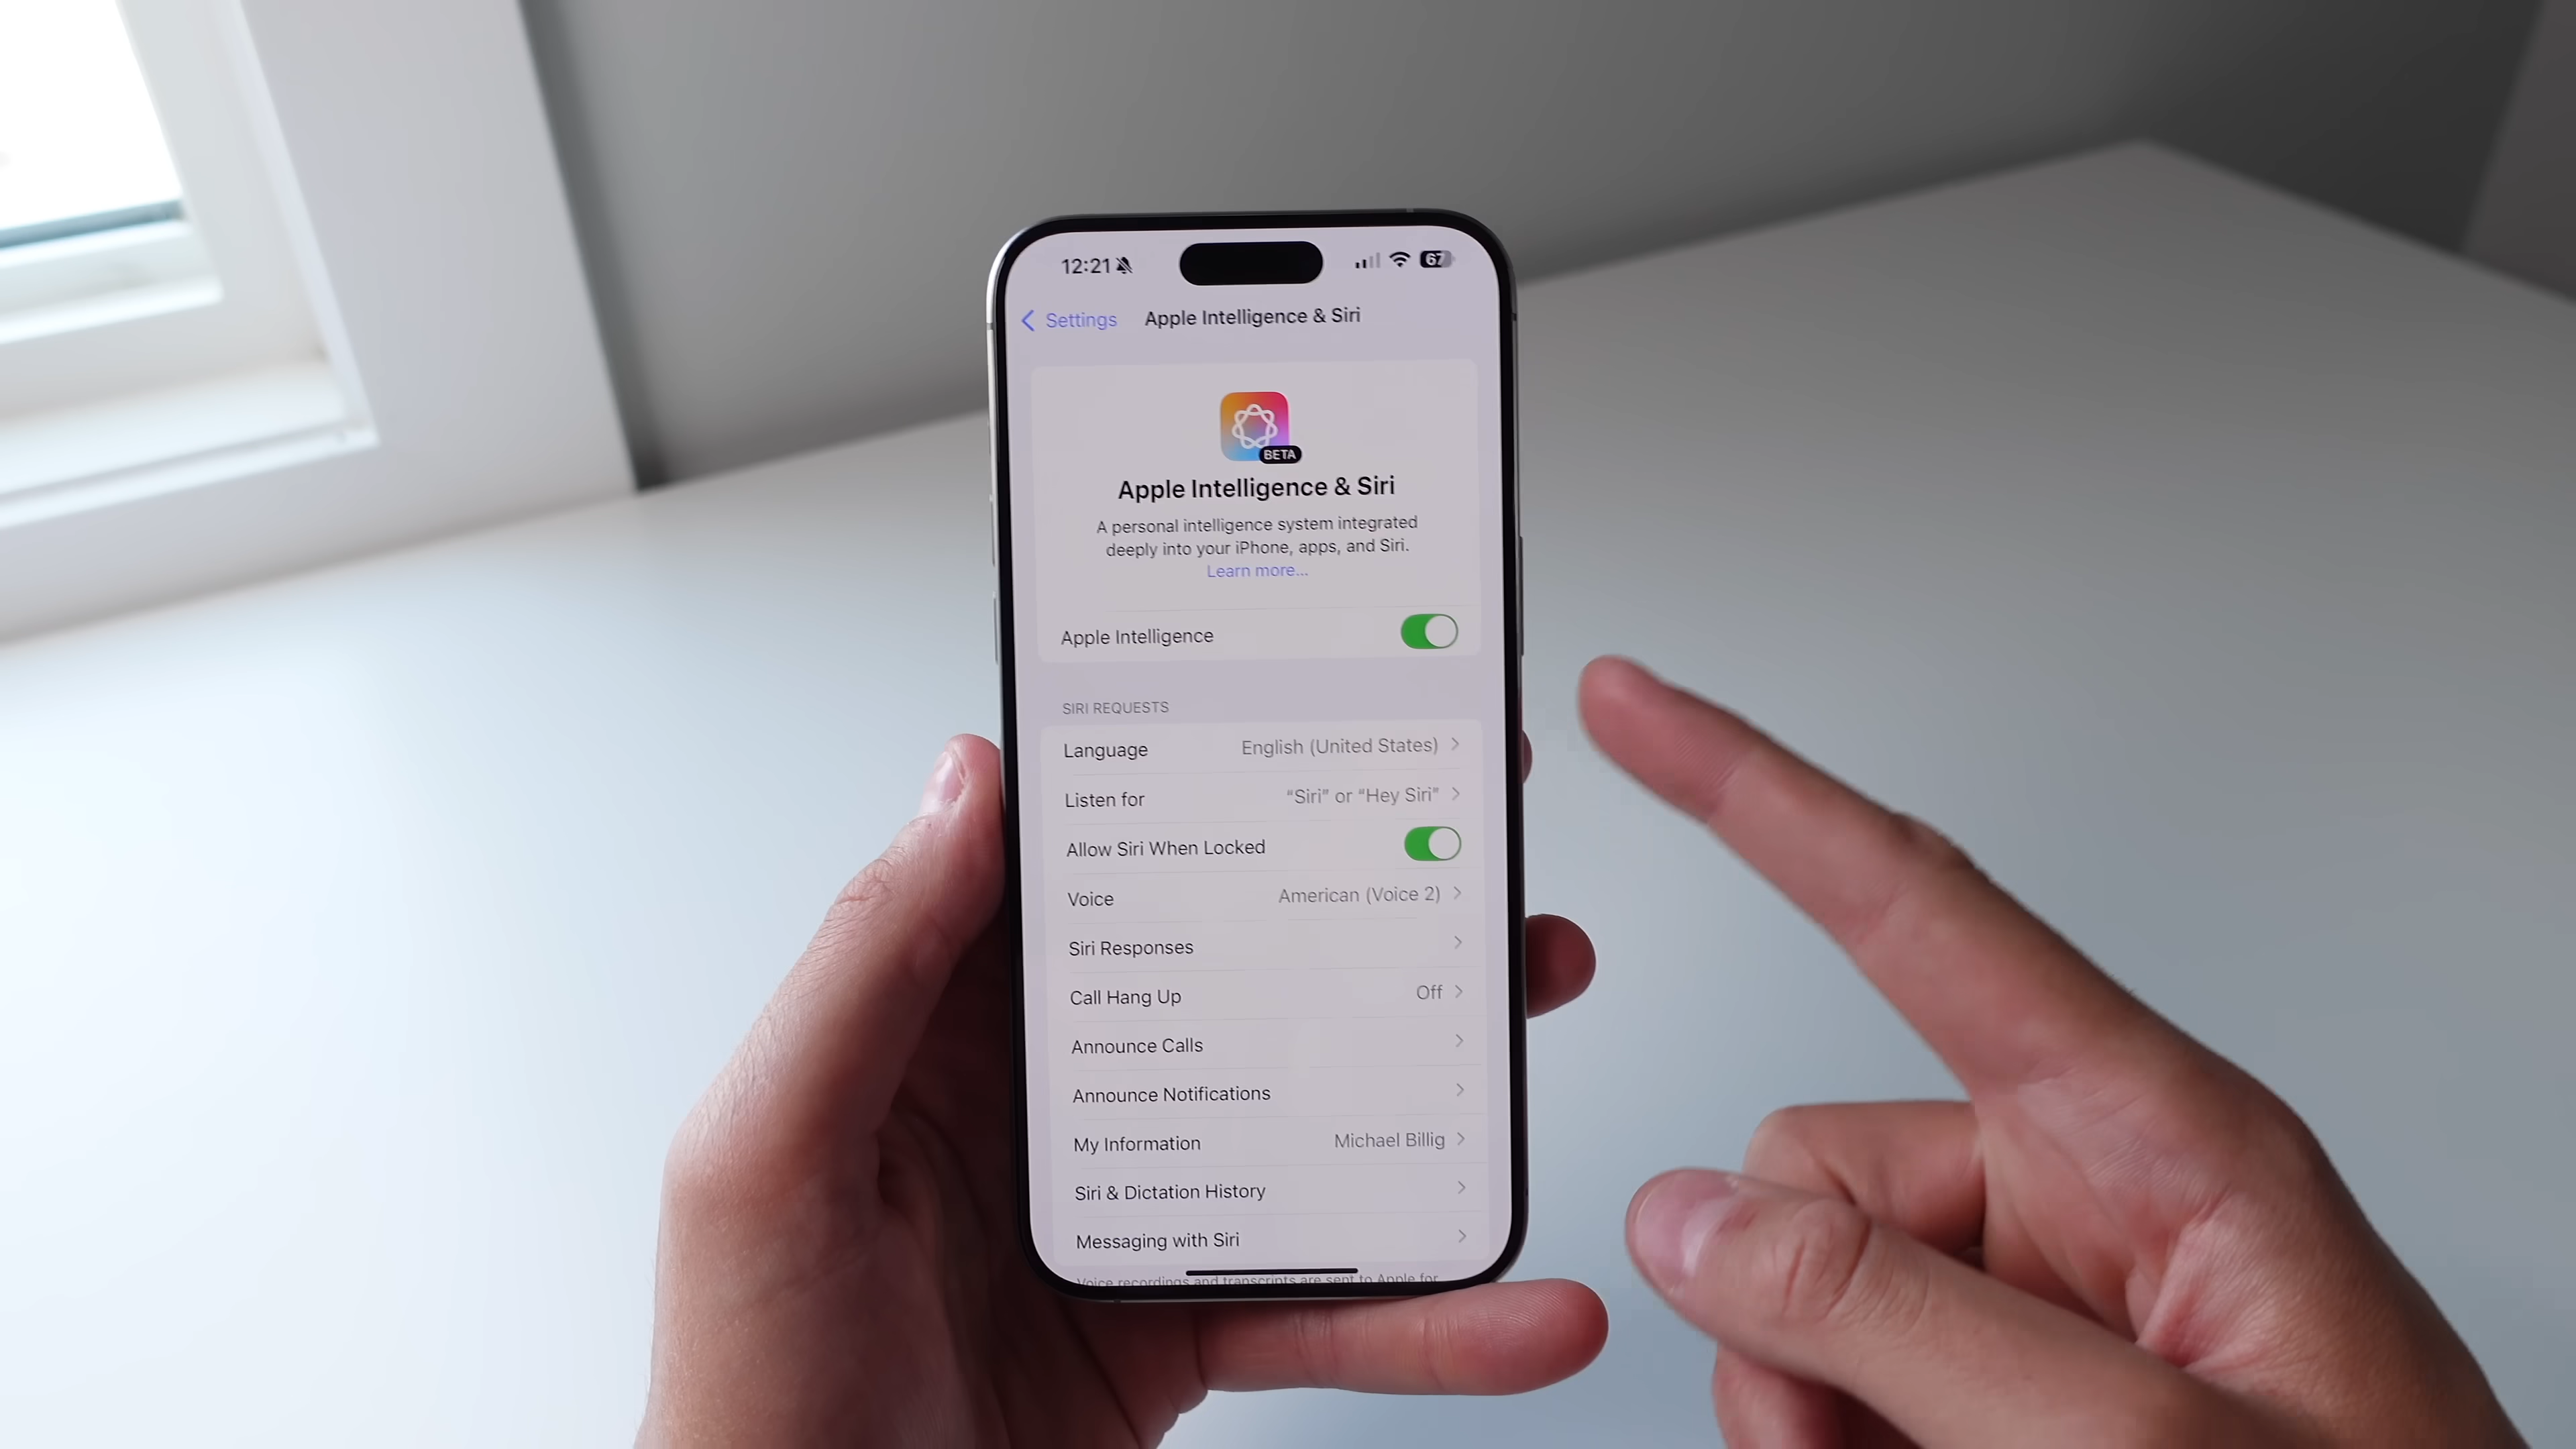 12:21
67
Settings
Apple Intelligence & Siri
BETA
Apple Intelligence & Siri
A personal intelligence system integrated
deeply into your iPhone, apps, and Siri.
Learn more...
Apple Intelligence
SIRI REQUESTS
Language English (United States)
Listen for “Siri” or “Hey Siri”
Allow Siri When Locked
Voice American (Voice 2)
Siri Responses
Call Hang Up Off
Announce Calls
Announce Notifications
My Information Michael Billig
Siri & Dictation History
Messaging with Siri
Voice recordings and transcripts are sent to Apple for